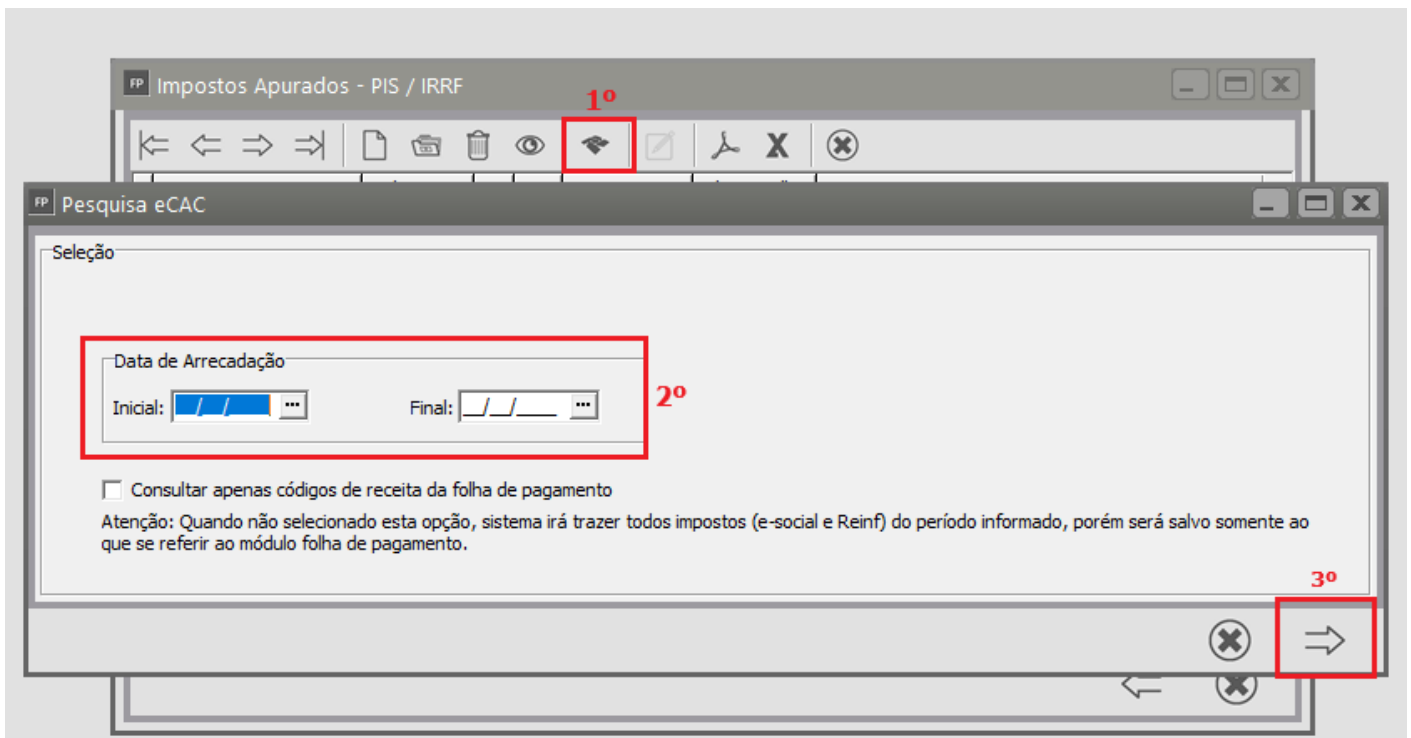 FP Impostos Apurados - PIS / IRRF
1º
X
FP Pesquisa eCAC
Seleção
Data de Arrecadação
Inicial: __/__/____ ... Final: __/__/____ ...
2º
Consultar apenas códigos de receita da folha de pagamento
Atenção: Quando não selecionado esta opção, sistema irá trazer todos impostos (e-social e Reinf) do período informado, porém será salvo somente ao
que se referir ao módulo folha de pagamento.
3º